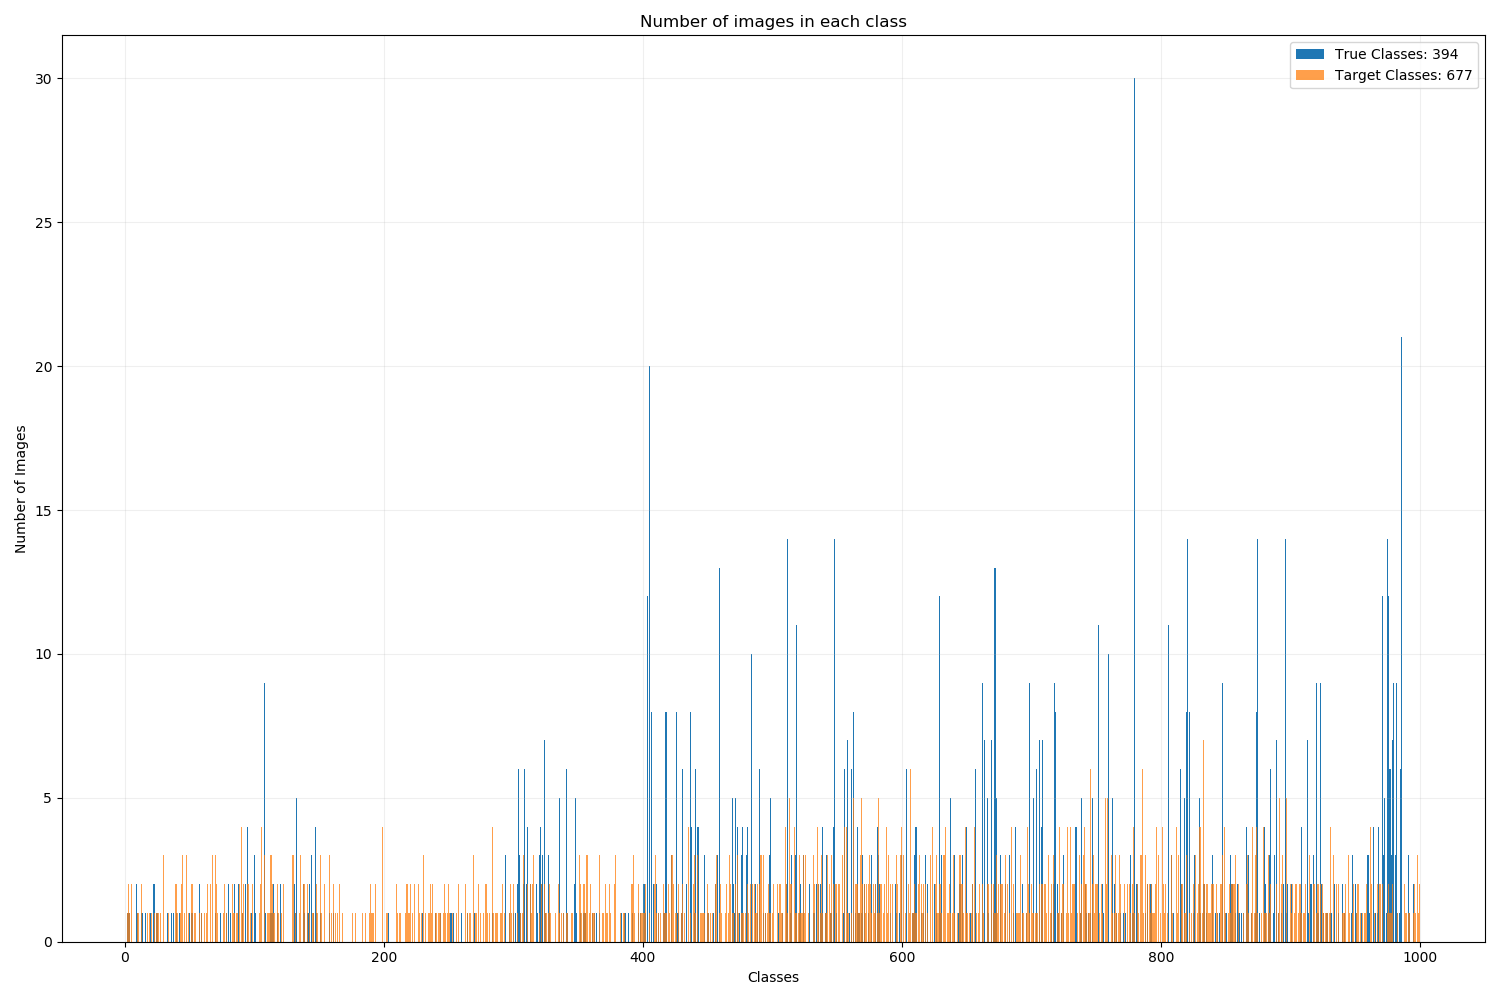 Number of images in each class
True Classes: 394
Target Classes: 677
30
25
20
15
10
5
0
Number of Images
0 200 400 600 800 1000
Classes